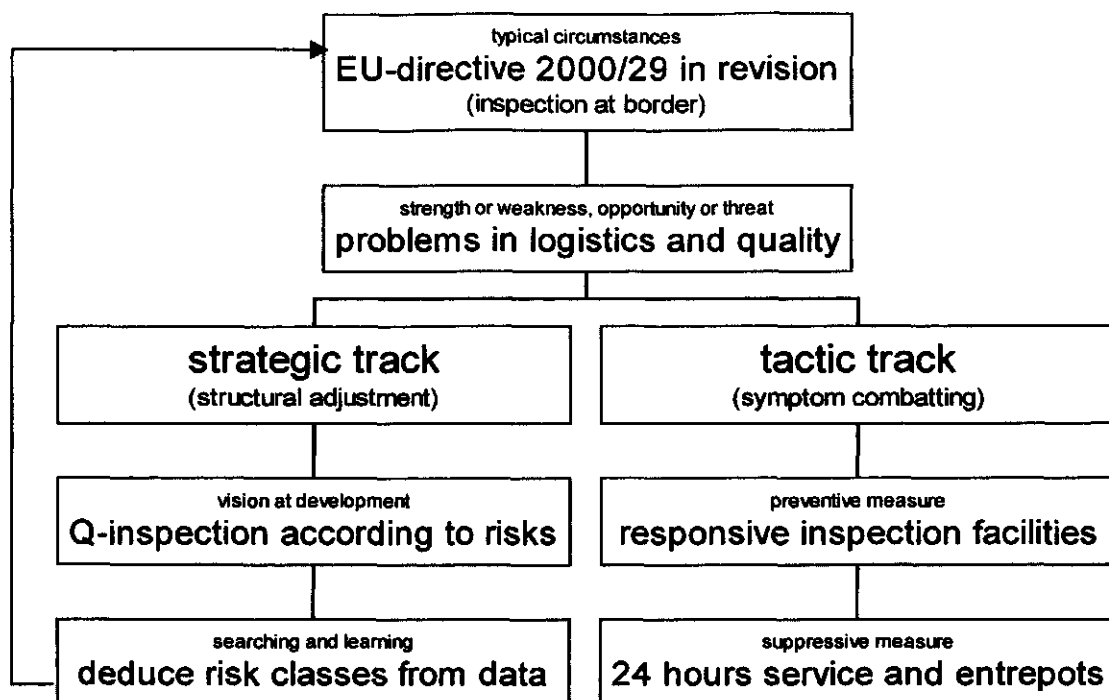 typical circumstances
EU-directive 2000/29 in revision
(inspection at border)
strength or weakness, opportunity or threat
problems in logistics and quality
strategic track
(structural adjustment)
tactic track
(symptom combatting)
vision at development
Q-inspection according to risks
preventive measure
responsive inspection facilities
searching and learning
deduce risk classes from data
suppressive measure
24 hours service and entrepots